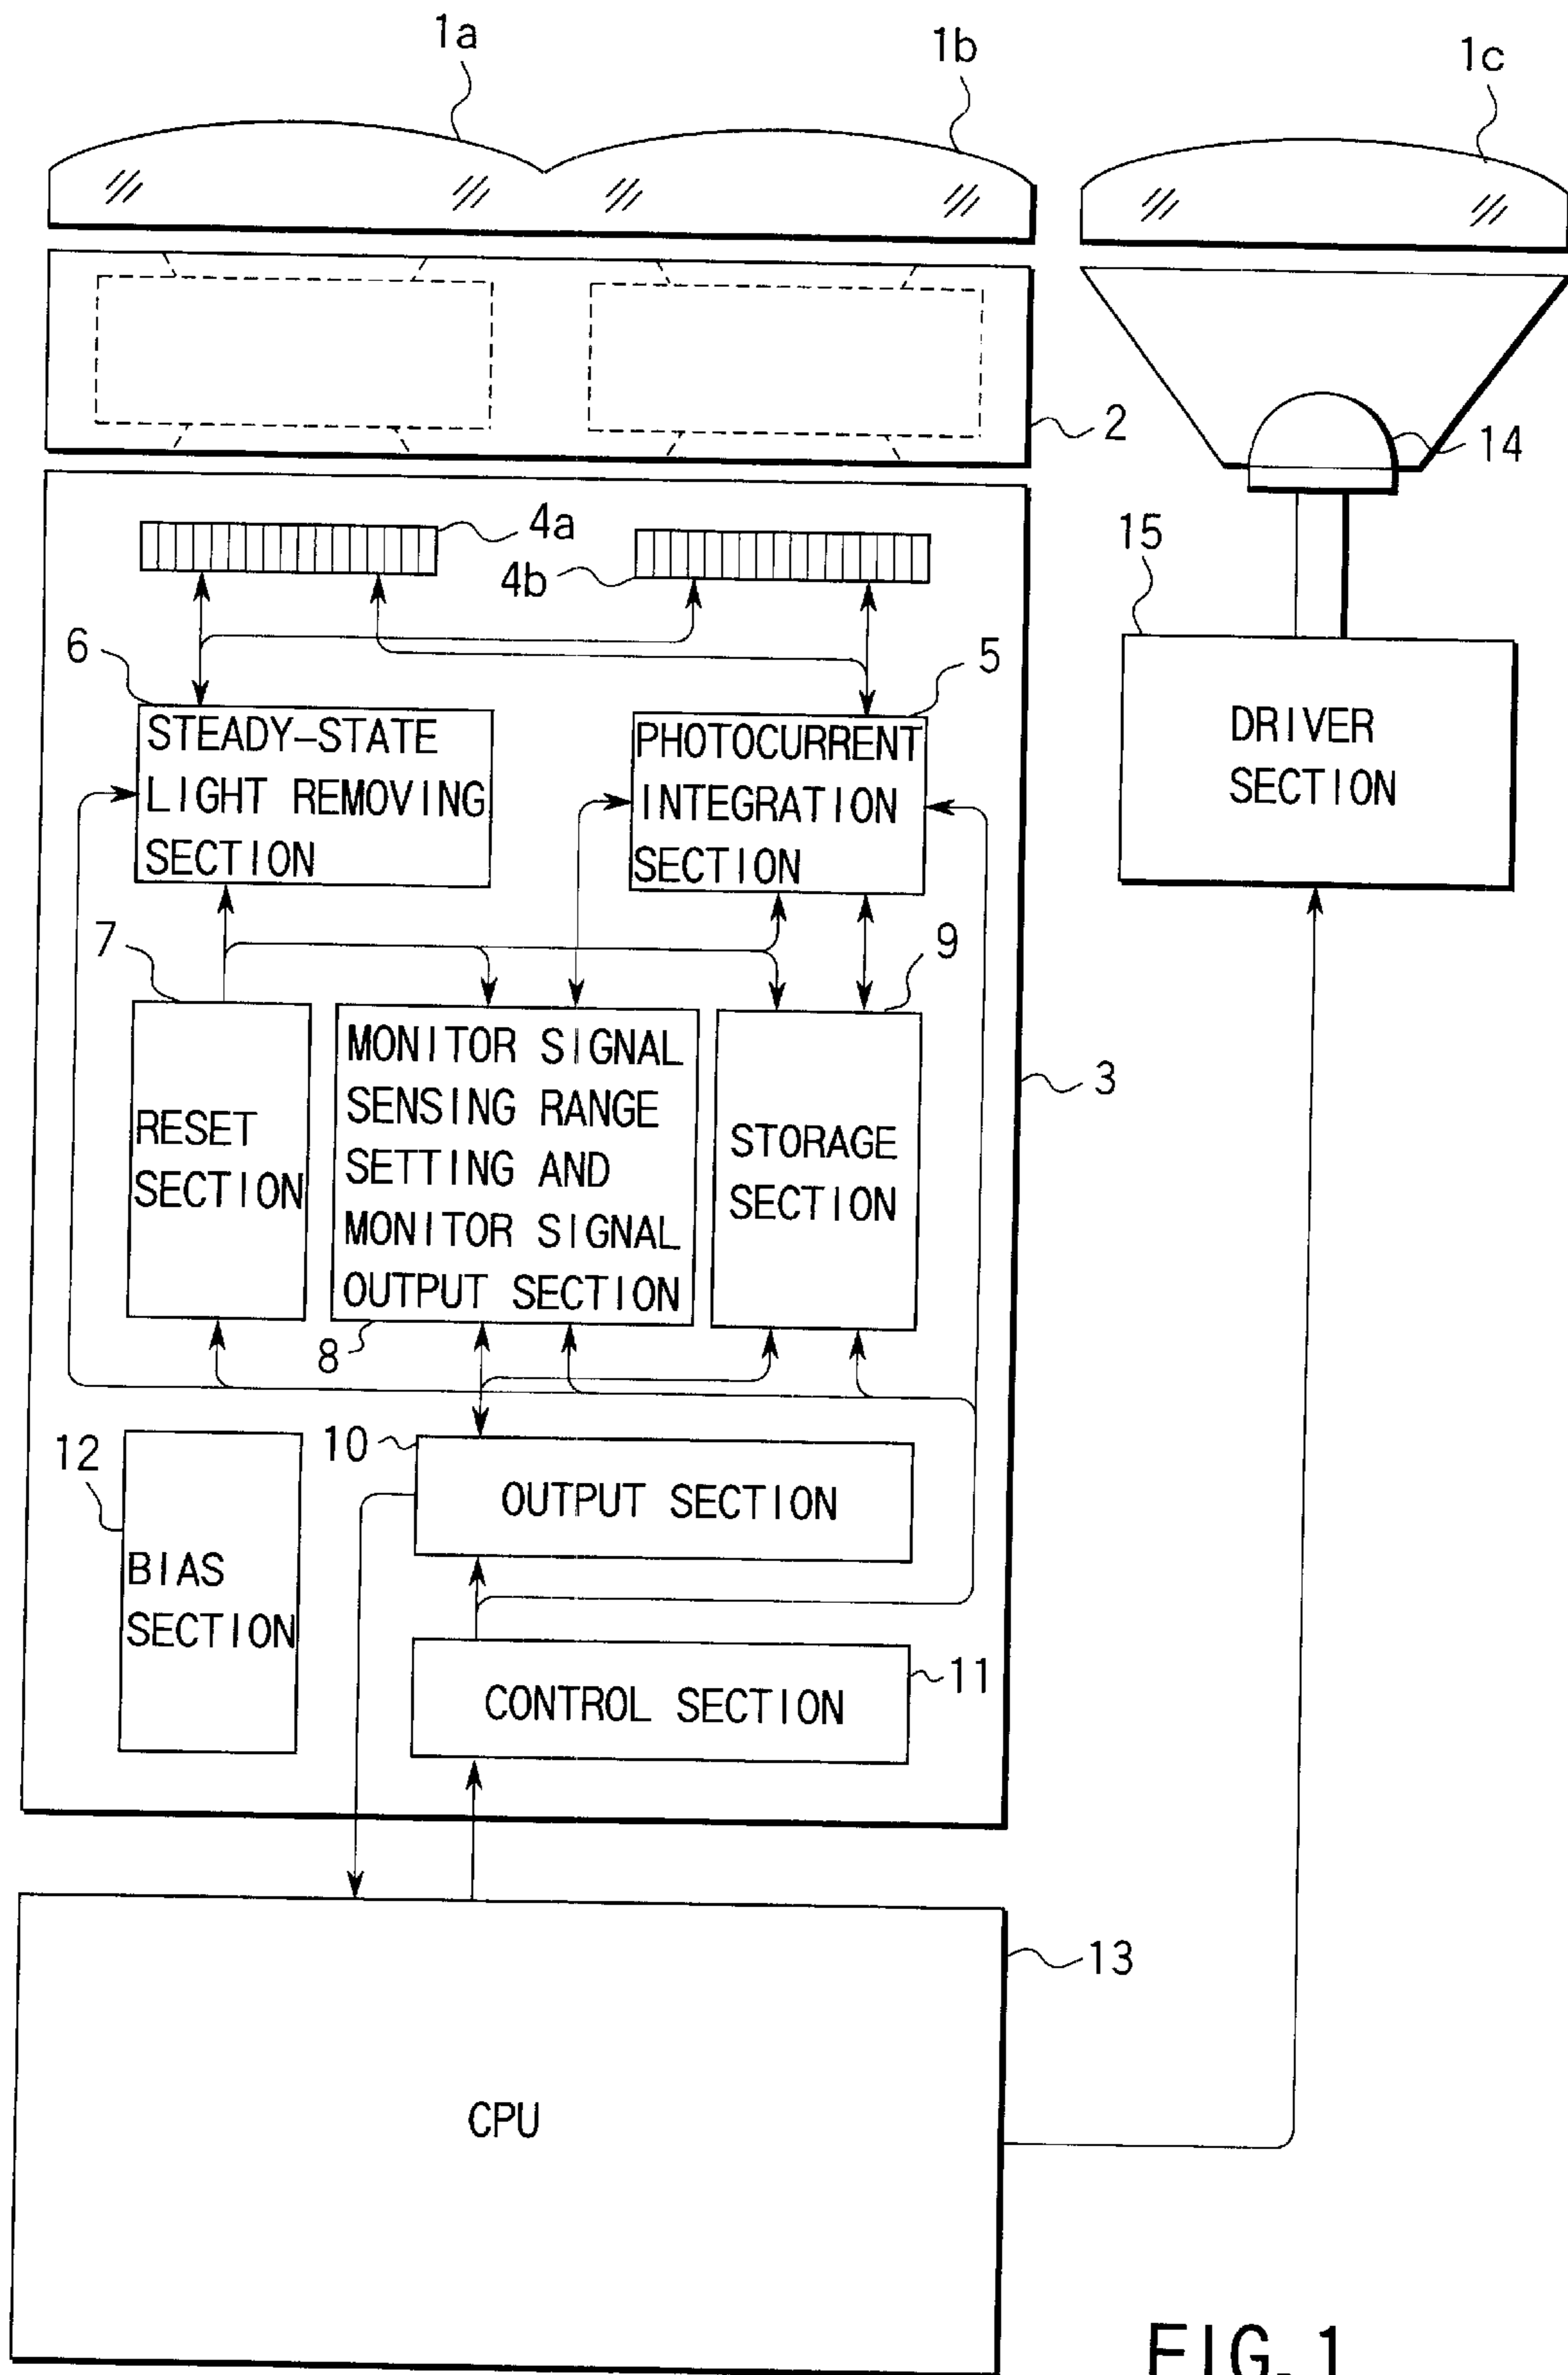 1a
1b
1c
2
14
4a
4b
15
6
5
STEADY-STATE
LIGHT REMOVING
SECTION
PHOTOCURRENT
INTEGRATION
SECTION
DRIVER
SECTION
7
9
RESET
SECTION
MONITOR SIGNAL
SENSING RANGE
SETTING AND
MONITOR SIGNAL
OUTPUT SECTION
STORAGE
SECTION
3
8
12
10
OUTPUT SECTION
BIAS
SECTION
11
CONTROL SECTION
13
CPU
FIG. 1